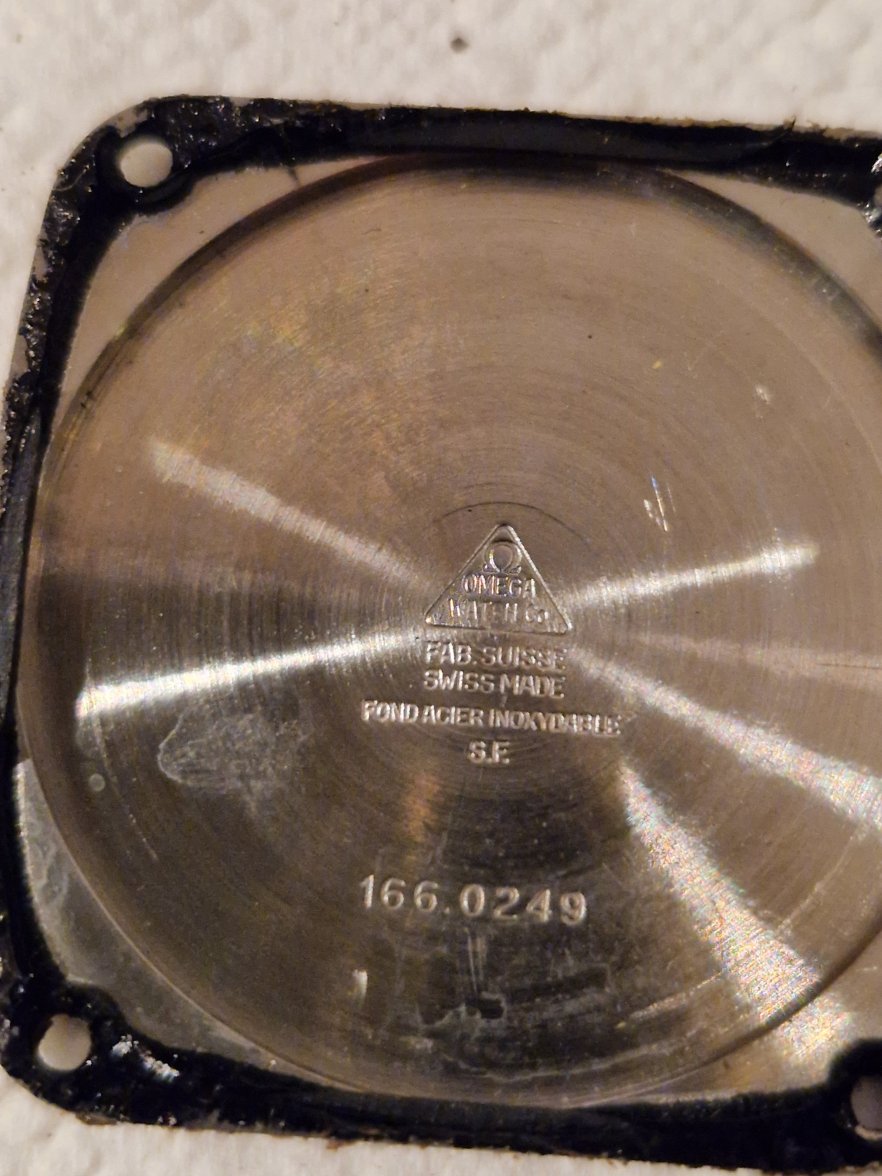 Ω
OMEGA
WATCH Co
FAB. SUISSE
SWISS MADE
FOND ACIER INOXYDABLE
S.F.
166.0249